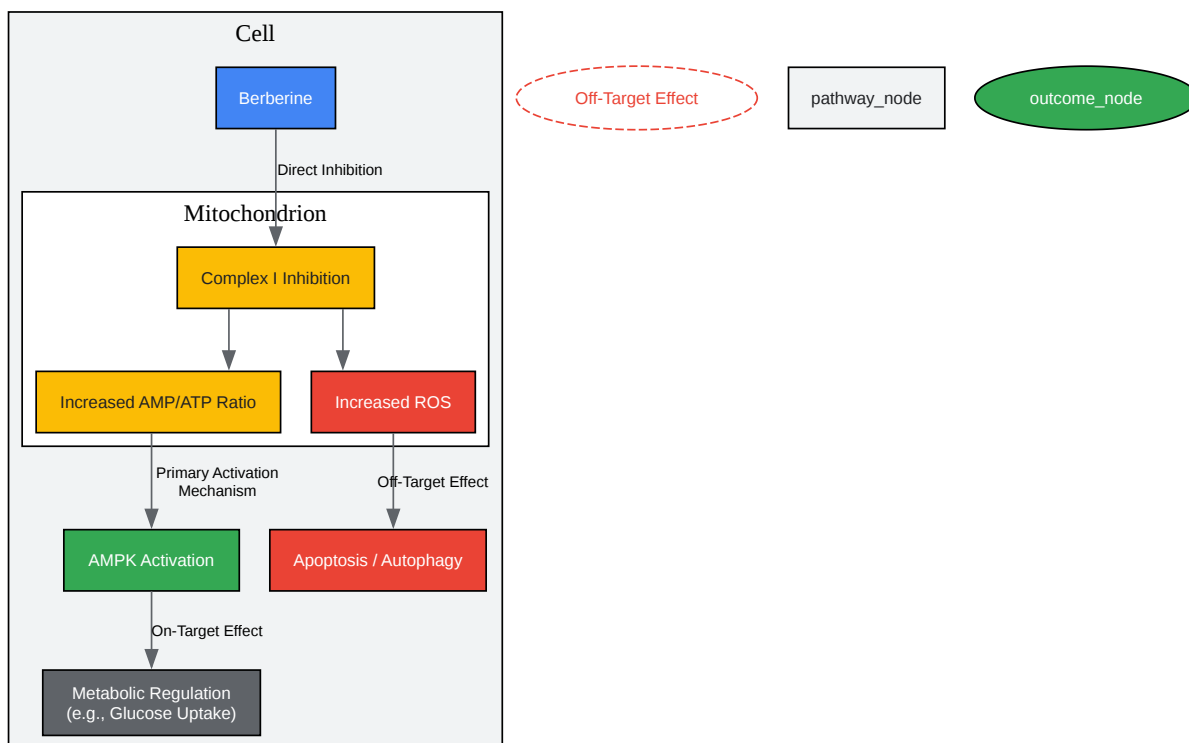 Cell
Berberine
Off-Target Effect
pathway_node
outcome_node
Direct Inhibition
Mitochondrion
Complex I Inhibition
Increased AMP/ATP Ratio
Increased ROS
Primary Activation
Mechanism
Off-Target Effect
AMPK Activation
Apoptosis / Autophagy
On-Target Effect
Metabolic Regulation
(e.g., Glucose Uptake)